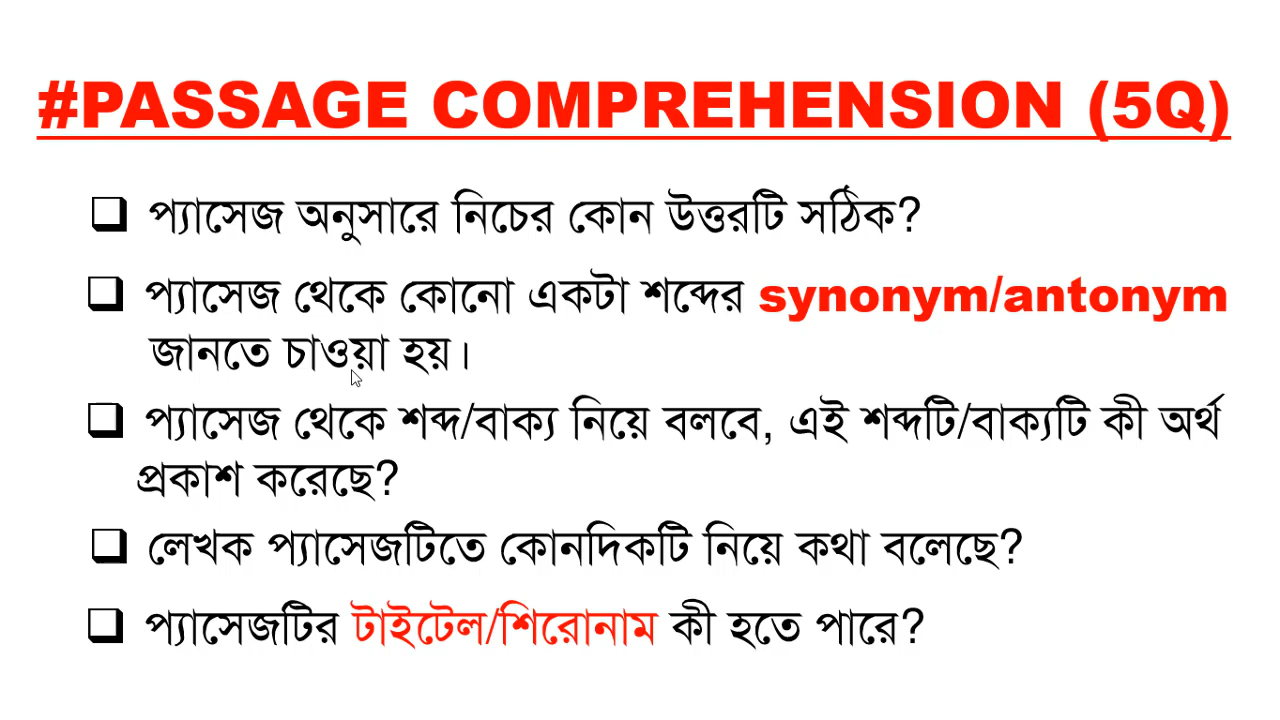 #PASSAGE COMPREHENSION (5Q)
❑ প্যাসেজ অনুসারে নিচের কোন উত্তরটি সঠিক?
❑ প্যাসেজ থেকে কোনো একটা শব্দের synonym/antonym
জানতে চাওয়া হয়।
❑ প্যাসেজ থেকে শব্দ/বাক্য নিয়ে বলবে, এই শব্দটি/বাক্যটি কী অর্থ
প্রকাশ করেছে?
❑ লেখক প্যাসেজটিতে কোনদিকটি নিয়ে কথা বলেছে?
❑ প্যাসেজটির টাইটেল/শিরোনাম কী হতে পারে?